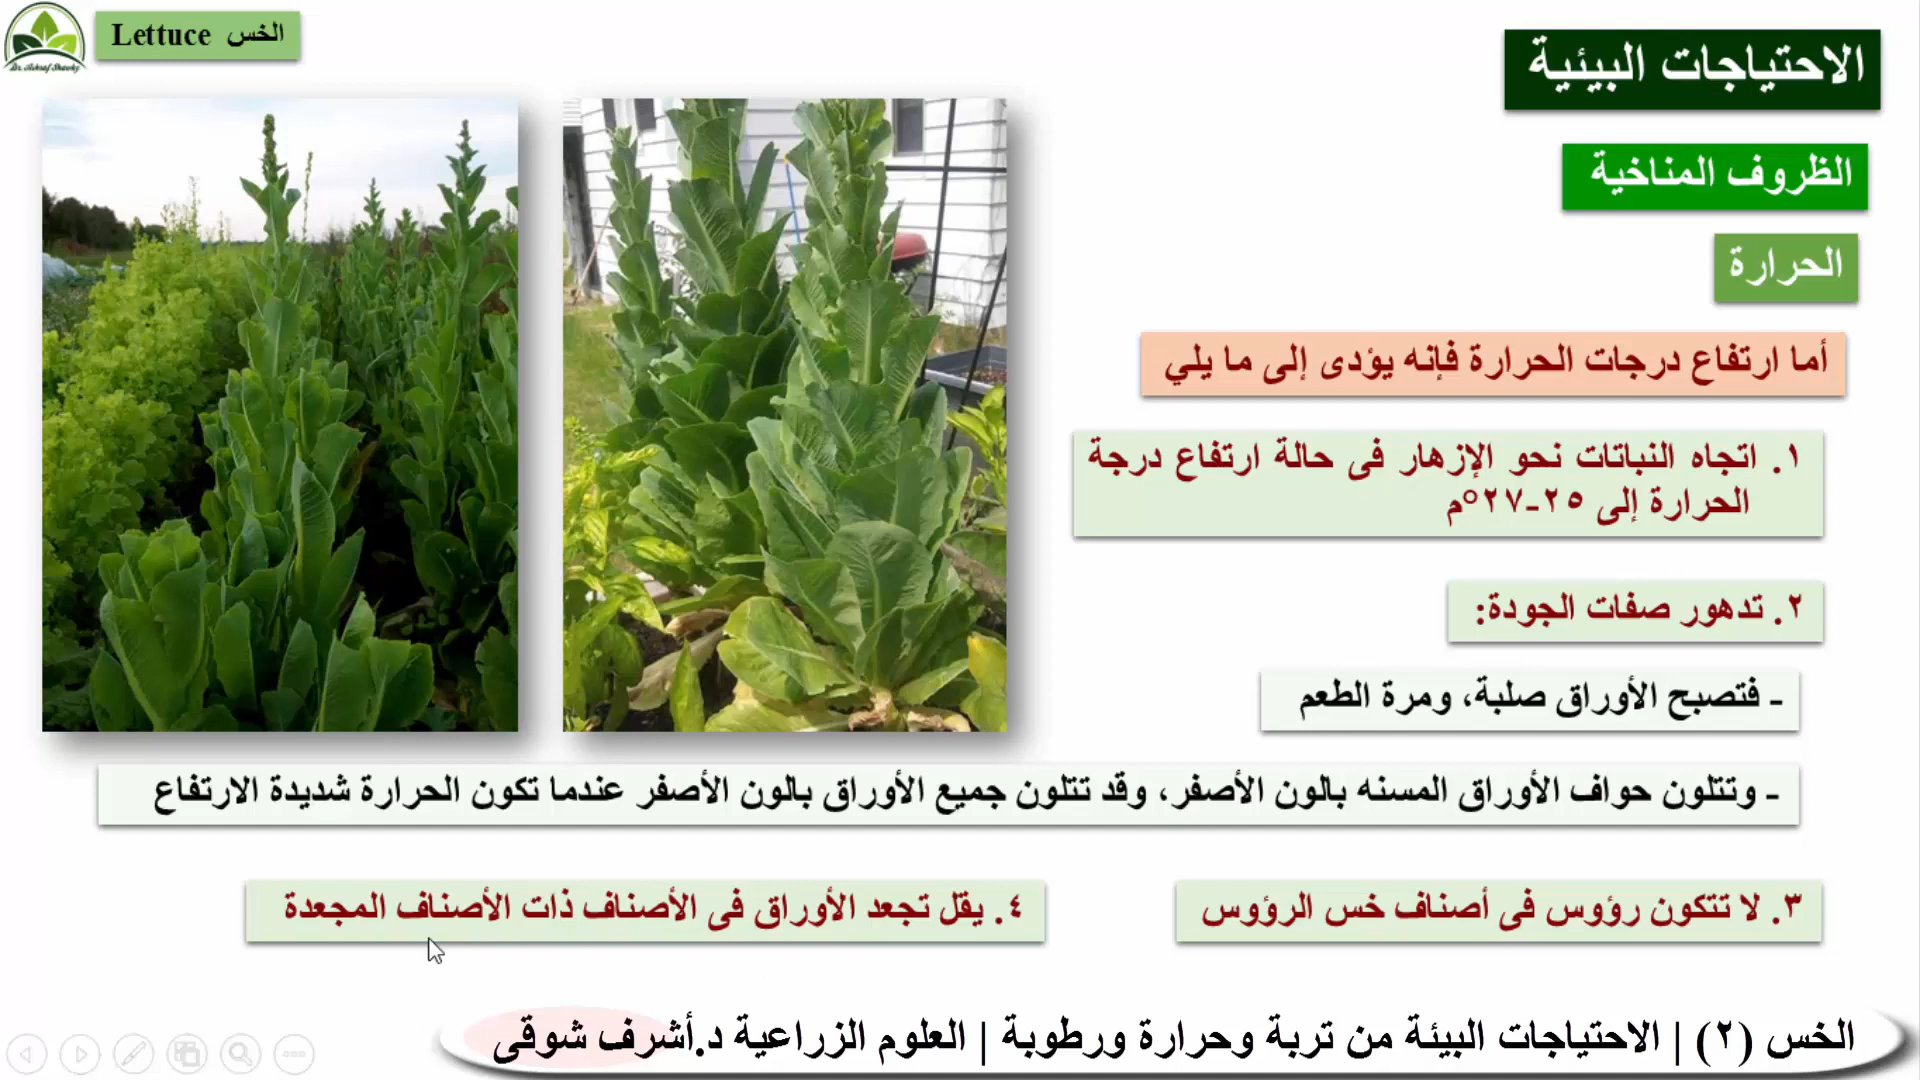 الخس Lettuce
Dr. Ashraf Shawky
الاحتياجات البيئية
الظروف المناخية
الحرارة
أما ارتفاع درجات الحرارة فإنه يؤدى إلى ما يلي
١. اتجاه النباتات نحو الإزهار فى حالة ارتفاع درجة
الحرارة إلى ٢٥-٢٧°م
٢. تدهور صفات الجودة:
- فتصبح الأوراق صلبة، ومرة الطعم
- وتتلون حواف الأوراق المسنه بالون الأصفر، وقد تتلون جميع الأوراق بالون الأصفر عندما تكون الحرارة شديدة الارتفاع
٣. لا تتكون رؤوس فى أصناف خس الرؤوس
٤. يقل تجعد الأوراق فى الأصناف ذات الأصناف المجعدة
الخس (٢) | الاحتياجات البيئة من تربة وحرارة ورطوبة | العلوم الزراعية د.أشرف شوقى